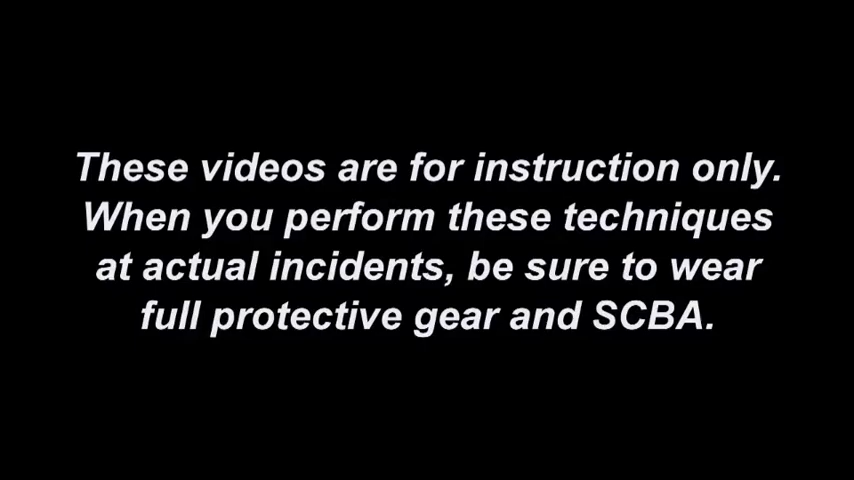 These videos are for instruction only.
When you perform these techniques
at actual incidents, be sure to wear
full protective gear and SCBA.